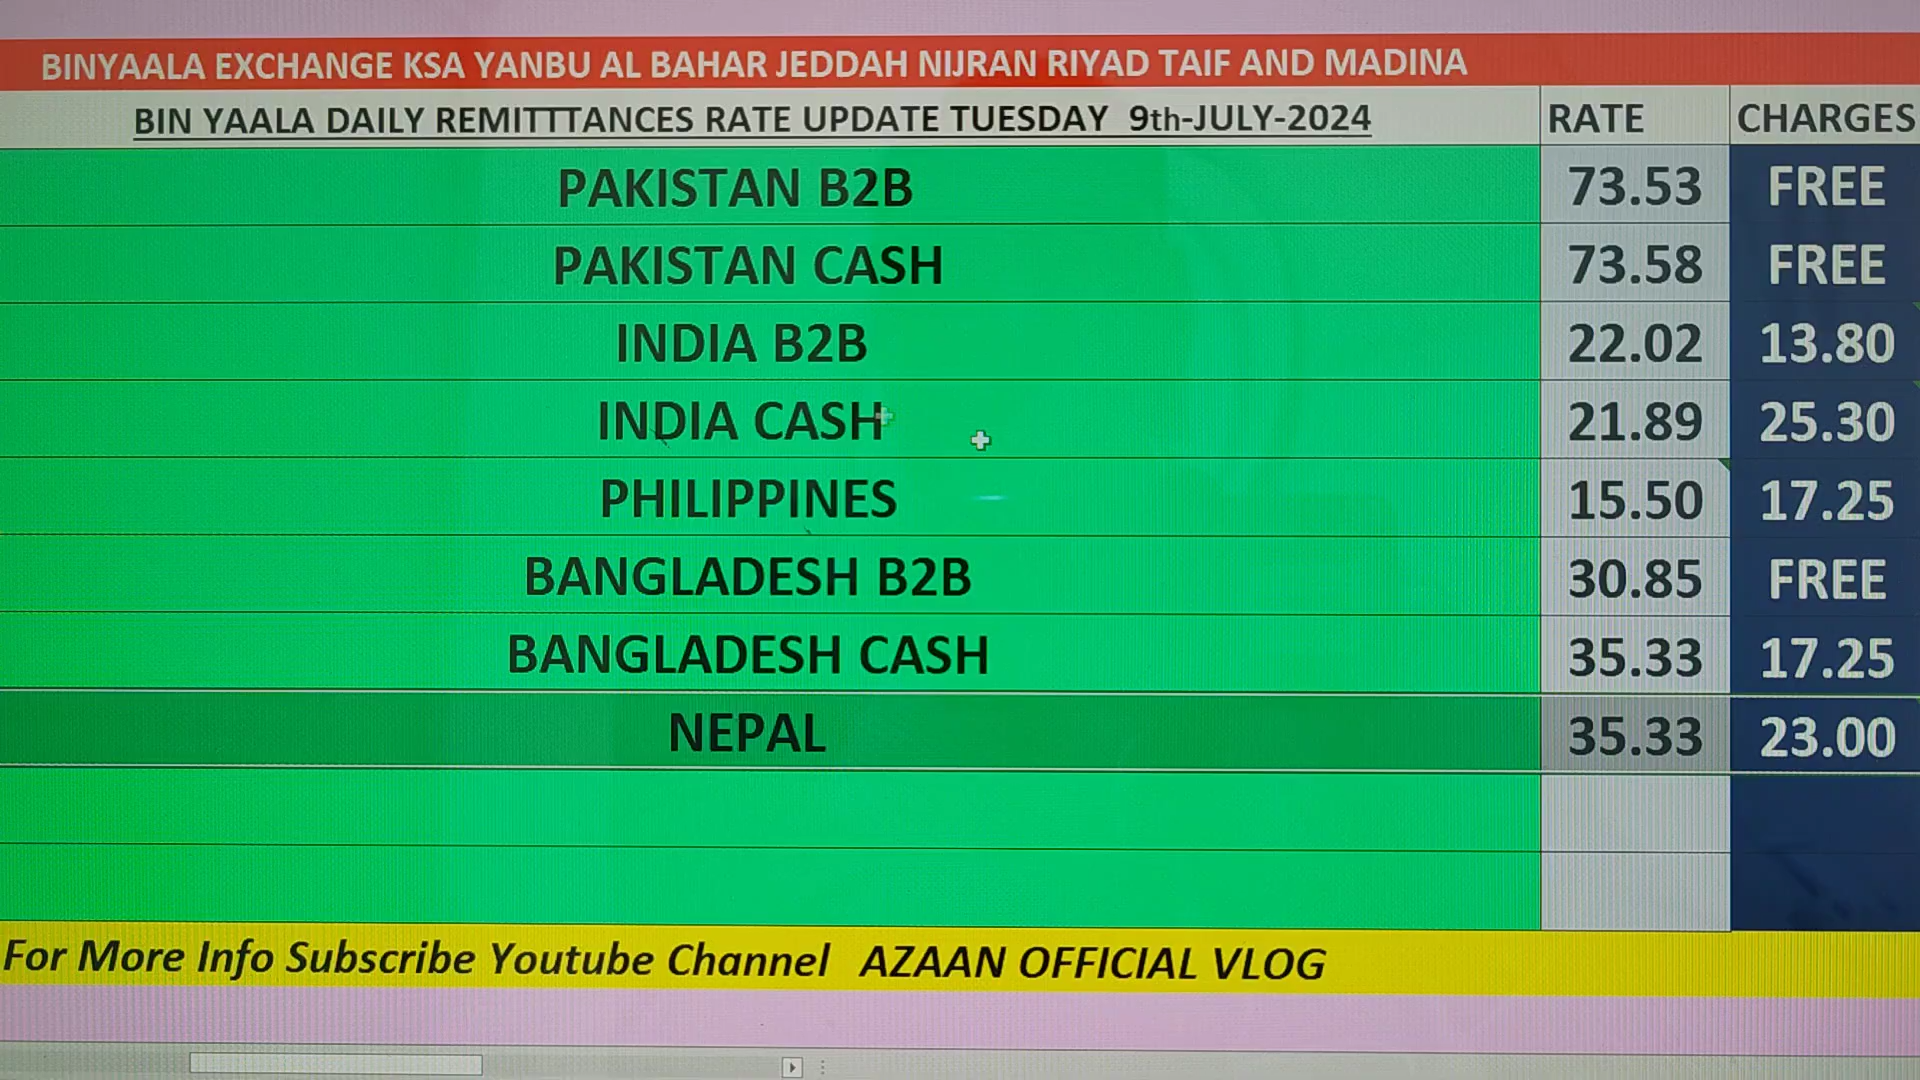 BINYAALA EXCHANGE KSA YANBU AL BAHAR JEDDAH NIJRAN RIYAD TAIF AND MADINA
BIN YAALA DAILY REMITTTANCES RATE UPDATE TUESDAY 9th-JULY-2024 RATE CHARGES
PAKISTAN B2B 73.53 FREE
PAKISTAN CASH 73.58 FREE
INDIA B2B 22.02 13.80
INDIA CASH 21.89 25.30
PHILIPPINES 15.50 17.25
BANGLADESH B2B 30.85 FREE
BANGLADESH CASH 35.33 17.25
NEPAL 35.33 23.00
For More Info Subscribe Youtube Channel AZAAN OFFICIAL VLOG